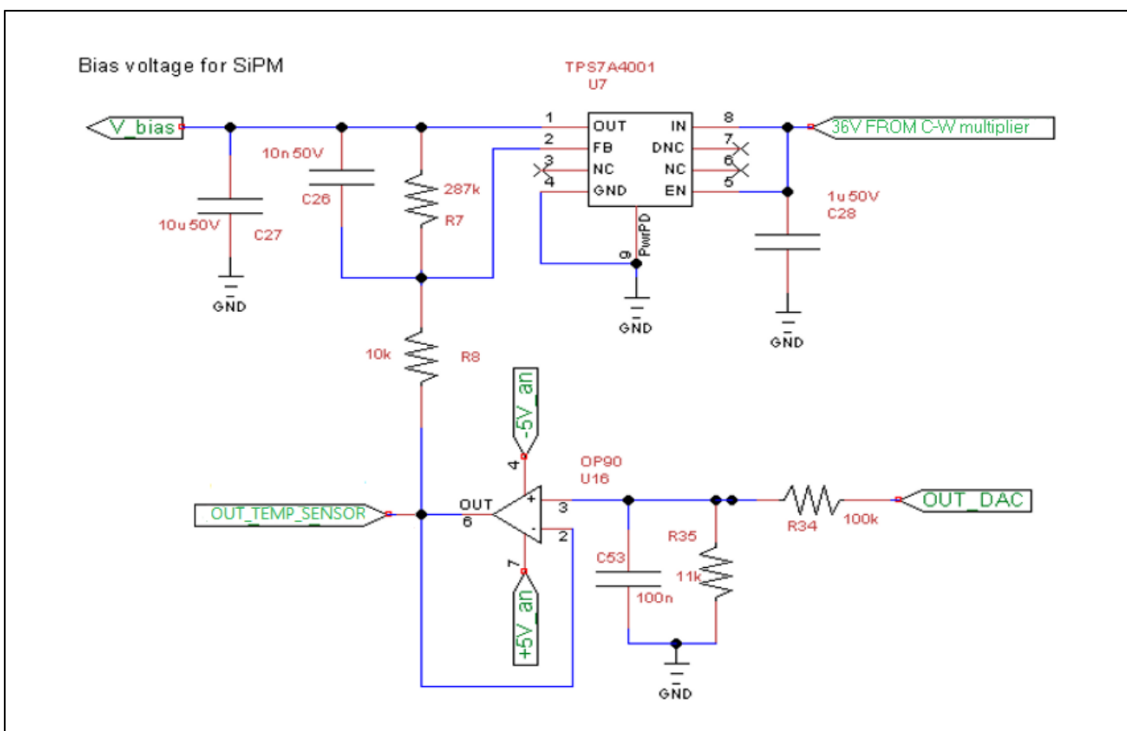 Bias voltage for SiPM
TPS7A4001
U7
V_bias
1
OUT
IN
8
36V FROM C-W multiplier
10n 50V
2
FB
DNC
7
3
NC
NC
6
287k
4
GND
EN
5
1u 50V
C26
R7
C28
10u 50V
C27
PwrPD
9
GND
GND
GND
10k
R8
-5V_an
4
OP90
U16
OUT_TEMP_SENSOR
OUT
6
+
3
-
2
R34
100k
OUT_DAC
R35
C53
11k
100n
7
+5V_an
GND